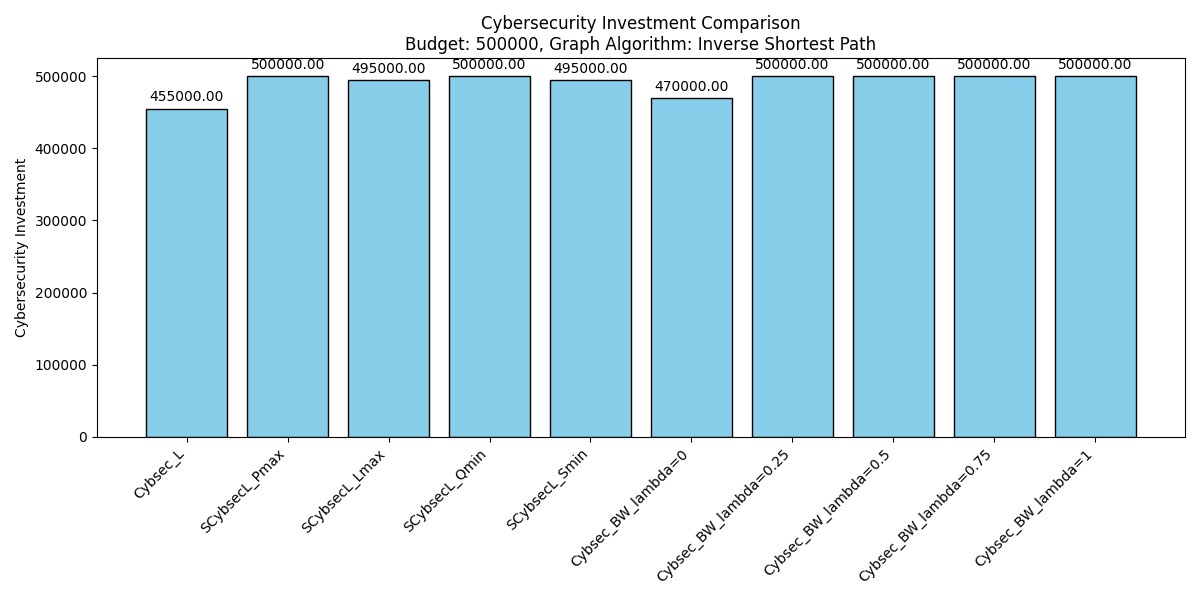 Cybersecurity Investment Comparison
Budget: 500000, Graph Algorithm: Inverse Shortest Path
Cybersecurity Investment
500000
400000
300000
200000
100000
0
455000.00
500000.00
495000.00
500000.00
495000.00
470000.00
500000.00
500000.00
500000.00
500000.00
Cybsec_L
SCybsecL_Pmax
SCybsecL_Lmax
SCybsecL_Qmin
SCybsecL_Smin
Cybsec_BW_lambda=0
Cybsec_BW_lambda=0.25
Cybsec_BW_lambda=0.5
Cybsec_BW_lambda=0.75
Cybsec_BW_lambda=1